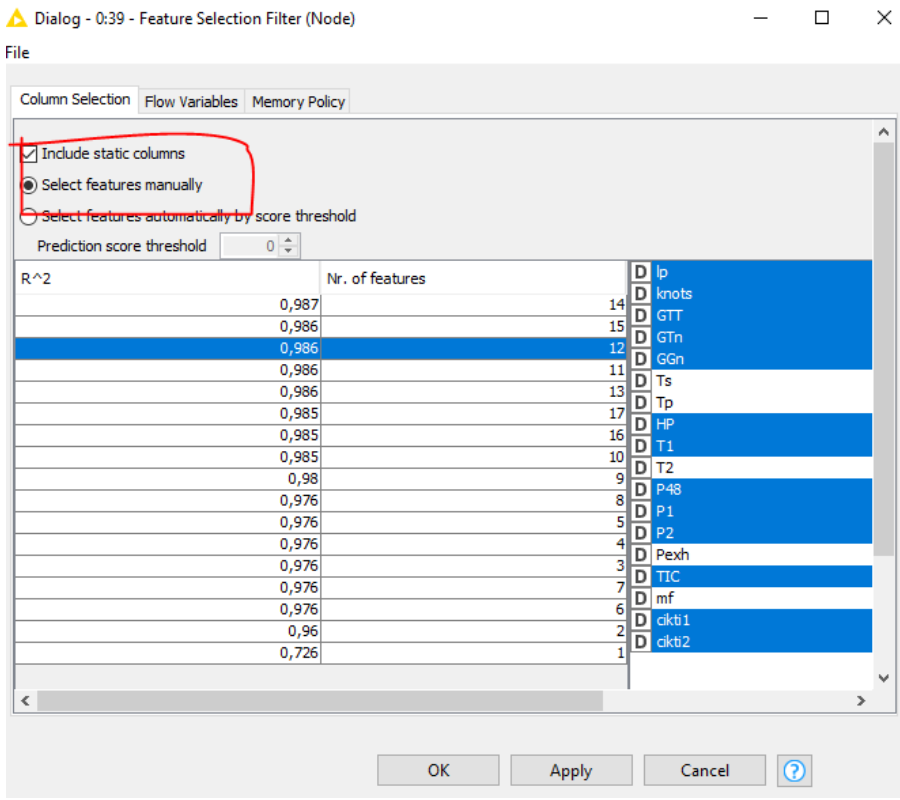 Dialog - 0:39 - Feature Selection Filter (Node)
File
Column Selection Flow Variables Memory Policy
Include static columns
Select features manually
Select features automatically by score threshold
Prediction score threshold 0
R^2 Nr. of features
0,987 14
0,986 15
0,986 12
0,986 11
0,986 13
0,985 17
0,985 16
0,985 10
0,98 9
0,976 8
0,976 5
0,976 4
0,976 3
0,976 7
0,976 6
0,96 2
0,726 1
D lp
D knots
D GTT
D GTn
D GGn
D Ts
D Tp
D HP
D T1
D T2
D P48
D P1
D P2
D Pexh
D TIC
D mf
D cikti1
D cikti2
OK Apply Cancel ?